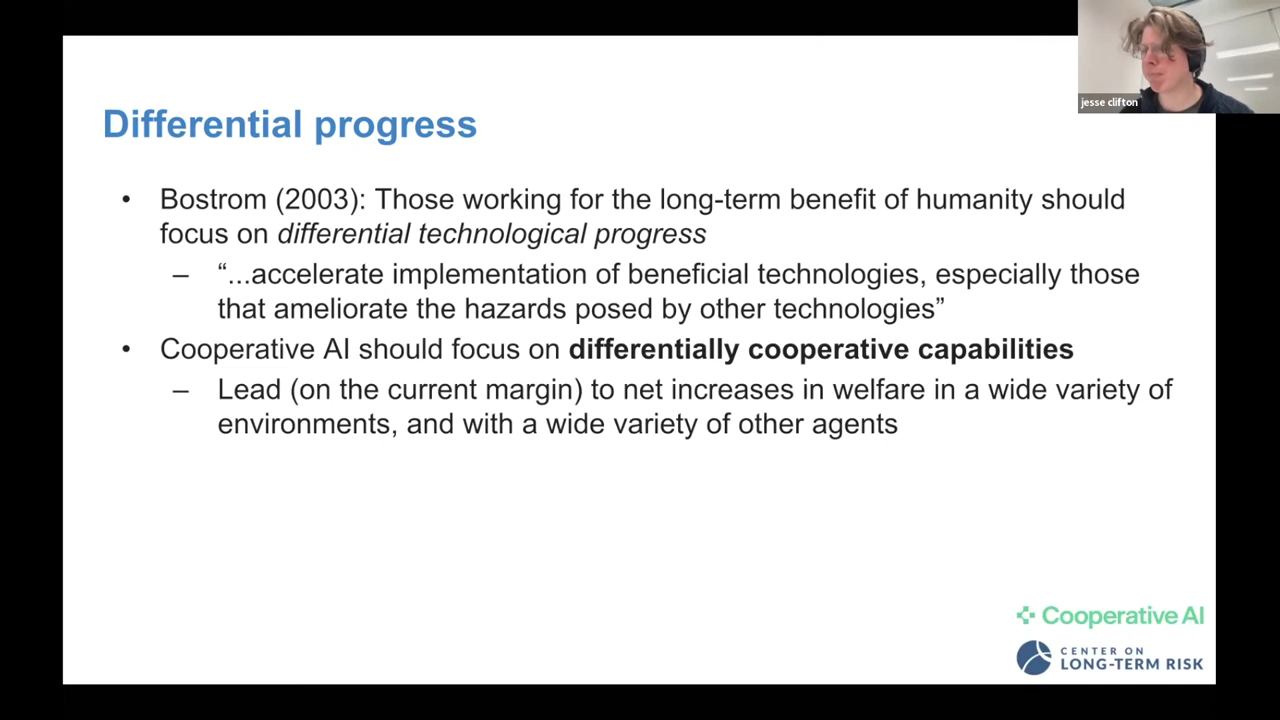 jesse clifton
Differential progress
• Bostrom (2003): Those working for the long-term benefit of humanity should
focus on differential technological progress
– “...accelerate implementation of beneficial technologies, especially those
that ameliorate the hazards posed by other technologies”
• Cooperative AI should focus on differentially cooperative capabilities
– Lead (on the current margin) to net increases in welfare in a wide variety of
environments, and with a wide variety of other agents
Cooperative AI
CENTER ON
LONG-TERM RISK